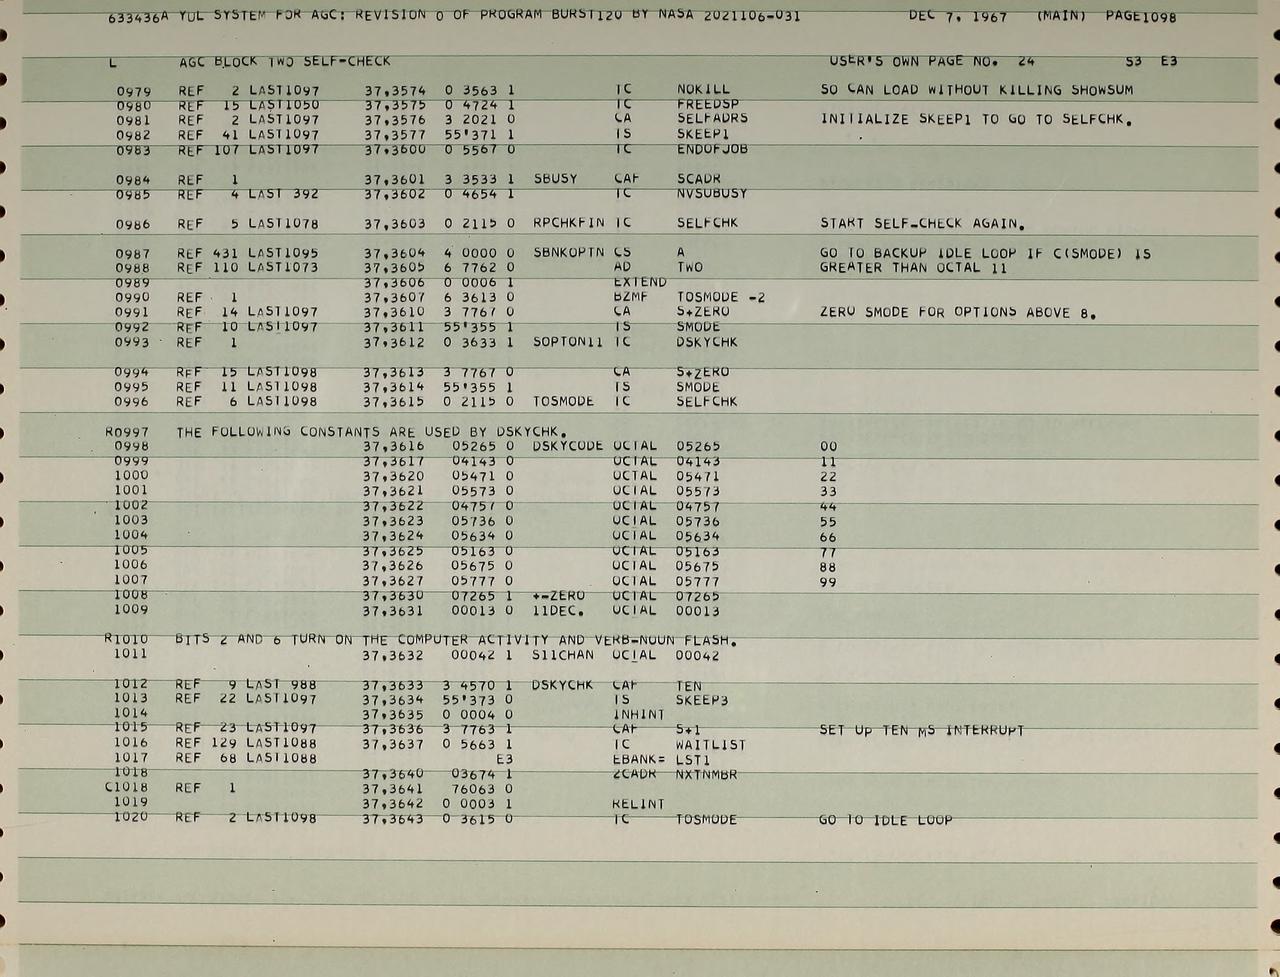 633436A YUL SYSTEM FOR AGC: REVISION 0 OF PROGRAM BURST120 BY NASA 2021106-031 DEC 7, 1967 (MAIN) PAGE1098
L AGC BLOCK TWO SELF-CHECK USER'S OWN PAGE NO. 24 S3 E3
0979 REF 2 LAST1097 37,3574 0 3563 1 TC NOKILL SO CAN LOAD WITHOUT KILLING SHOWSUM
0980 REF 15 LAST1050 37,3575 0 4724 1 TC FREEDSP
0981 REF 2 LAST1097 37,3576 3 2021 0 CA SELFADRS INITIALIZE SKEEP1 TO GO TO SELFCHK.
0982 REF 41 LAST1097 37,3577 55'371 1 TS SKEEP1
0983 REF 107 LAST1097 37,3600 0 5567 0 TC ENDOFJOB
0984 REF 1 37,3601 3 3533 1 SBUSY CAF SCADR
0985 REF 4 LAST 392 37,3602 0 4654 1 TC NVSUBUSY
0986 REF 5 LAST1078 37,3603 0 2115 0 RPCHKFIN TC SELFCHK START SELF-CHECK AGAIN.
0987 REF 431 LAST1095 37,3604 4 0000 0 SBNKOPTN CS A GO TO BACKUP IDLE LOOP IF C(SMODE) IS
0988 REF 110 LAST1073 37,3605 6 7762 0 AD TWO GREATER THAN OCTAL 11
0989 37,3606 0 0006 1 EXTEND
0990 REF 1 37,3607 6 3613 0 BZMF TOSMODE -2
0991 REF 14 LAST1097 37,3610 3 7767 0 CA S+ZERO ZERO SMODE FOR OPTIONS ABOVE 8.
0992 REF 10 LAST1097 37,3611 55'355 1 TS SMODE
0993 REF 1 37,3612 0 3633 1 SOPTON11 TC DSKYCHK
0994 REF 15 LAST1098 37,3613 3 7767 0 CA S+ZERO
0995 REF 11 LAST1098 37,3614 55'355 1 TS SMODE
0996 REF 6 LAST1098 37,3615 0 2115 0 TOSMODE TC SELFCHK
R0997 THE FOLLOWING CONSTANTS ARE USED BY DSKYCHK.
0998 37,3616 05265 0 DSKYCODE OCTAL 05265 00
0999 37,3617 04143 0 OCTAL 04143 11
1000 37,3620 05471 0 OCTAL 05471 22
1001 37,3621 05573 0 OCTAL 05573 33
1002 37,3622 04757 0 OCTAL 04757 44
1003 37,3623 05736 0 OCTAL 05736 55
1004 37,3624 05634 0 OCTAL 05634 66
1005 37,3625 05163 0 OCTAL 05163 77
1006 37,3626 05675 0 OCTAL 05675 88
1007 37,3627 05777 0 OCTAL 05777 99
1008 37,3630 07265 1 +-ZERO OCTAL 07265
1009 37,3631 00013 0 11DEC. OCTAL 00013
R1010 BITS 2 AND 6 TURN ON THE COMPUTER ACTIVITY AND VERB-NOUN FLASH.
1011 37,3632 00042 1 S11CHAN OCTAL 00042
1012 REF 9 LAST 988 37,3633 3 4570 1 DSKYCHK CAF TEN
1013 REF 22 LAST1097 37,3634 55'373 0 TS SKEEP3
1014 37,3635 0 0004 0 INHINT
1015 REF 23 LAST1097 37,3636 3 7763 1 CAF S+1 SET UP TEN MS INTERRUPT
1016 REF 129 LAST1088 37,3637 0 5663 1 TC WAITLIST
1017 REF 68 LAST1088 E3 EBANK= LST1
1018 37,3640 03674 1 2CADR NXTNMBR
C1018 REF 1 37,3641 76063 0
1019 37,3642 0 0003 1 RELINT
1020 REF 2 LAST1098 37,3643 0 3615 0 TC TOSMODE GO TO IDLE LOOP